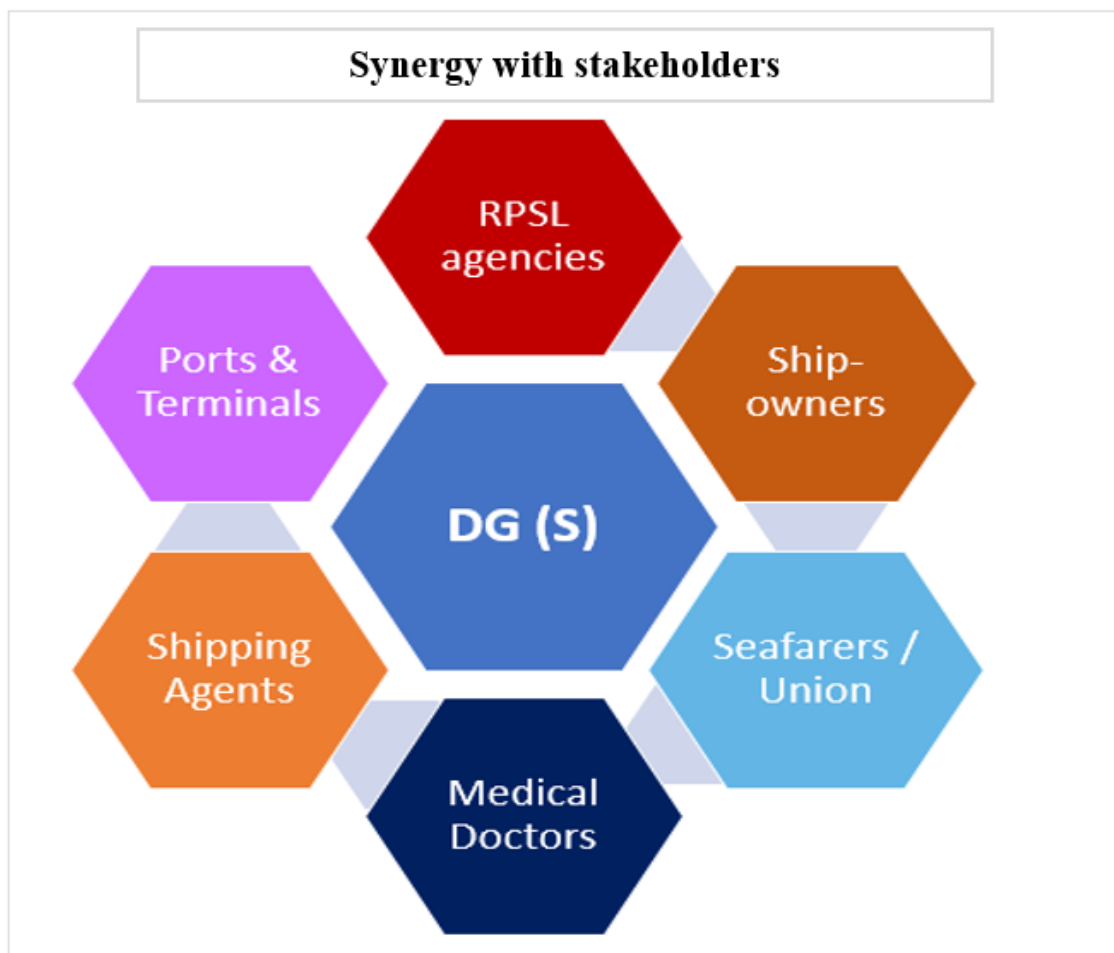 Synergy with stakeholders
RPSL
agencies
Ports &
Terminals
Ship-
owners
DG (S)
Shipping
Agents
Seafarers /
Union
Medical
Doctors